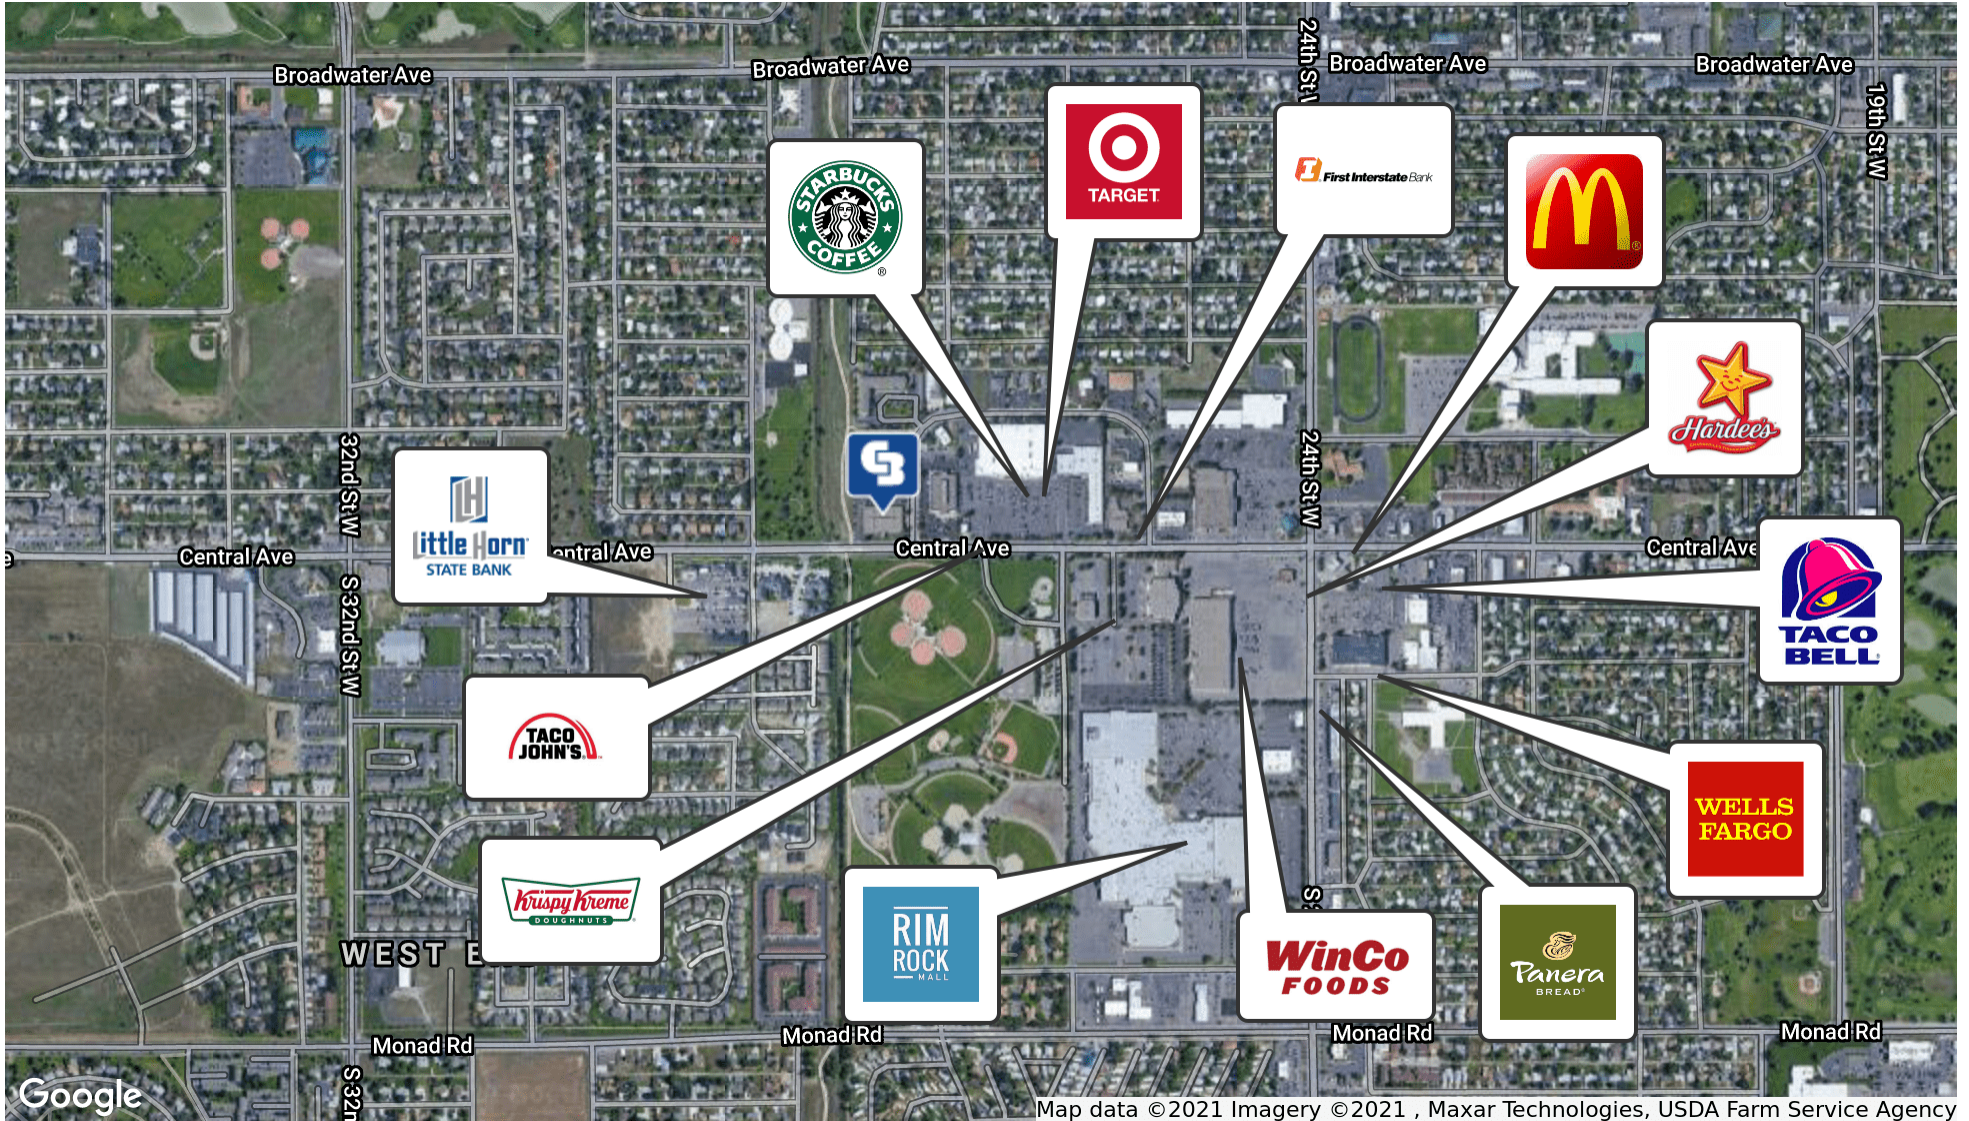 Broadwater Ave
Broadwater Ave
24th St
Broadwater Ave
Broadwater Ave
19th St W
STARBUCKS
COFFEE
®
TARGET
First Interstate Bank
®
Hardee's
32nd St W
24th St W
CB
LH
Little Horn
STATE BANK
Central Ave
entral Ave
Central Ave
Central Ave
TACO
BELL
S 32nd St W
TACO
JOHN'S
WELLS
FARGO
Krispy Kreme
DOUGHNUTS
RIM
ROCK
MALL
WinCo
FOODS
Panera
BREAD
S
WEST E
Monad Rd
Monad Rd
Monad Rd
Monad Rd
S 32n
Google
Map data ©2021 Imagery ©2021 , Maxar Technologies, USDA Farm Service Agency